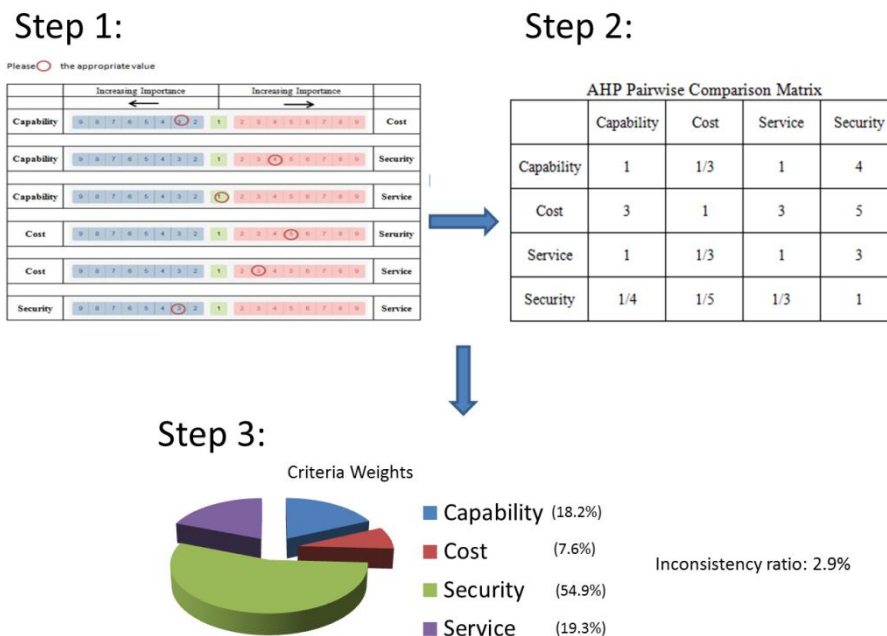 Step 1:
Please the appropriate value
Increasing Importance Increasing Importance
Capability 9 8 7 6 5 4 3 2 1 2 3 4 5 6 7 8 9 Cost
Capability 9 8 7 6 5 4 3 2 1 2 3 4 5 6 7 8 9 Security
Capability 9 8 7 6 5 4 3 2 1 2 3 4 5 6 7 8 9 Service
Cost 9 8 7 6 5 4 3 2 1 2 3 4 5 6 7 8 9 Serurity
Cost 9 8 7 6 5 4 3 2 1 2 3 4 5 6 7 8 9 Service
Security 9 8 7 6 5 4 3 2 1 2 3 4 5 6 7 8 9 Service
Step 2:
AHP Pairwise Comparison Matrix
Capability Cost Service Security
Capability 1 1/3 1 4
Cost 3 1 3 5
Service 1 1/3 1 3
Security 1/4 1/5 1/3 1
Step 3:
Criteria Weights
Capability (18.2%)
Cost (7.6%)
Security (54.9%)
Service (19.3%)
Inconsistency ratio: 2.9%